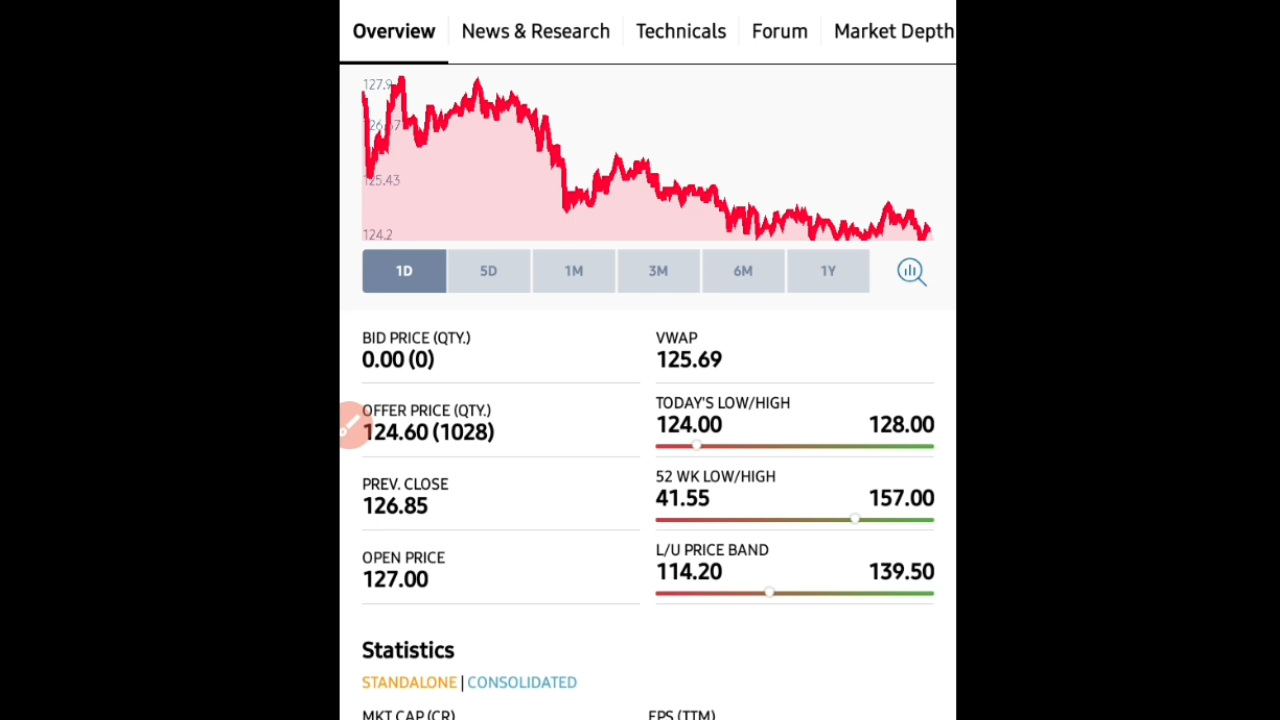 Overview News & Research Technicals Forum Market Depth
127.9
126.67
125.43
124.2
1D 5D 1M 3M 6M 1Y
BID PRICE (QTY.)
0.00 (0)
VWAP
125.69
OFFER PRICE (QTY.)
124.60 (1028)
TODAY'S LOW/HIGH
124.00 128.00
PREV. CLOSE
126.85
52 WK LOW/HIGH
41.55 157.00
OPEN PRICE
127.00
L/U PRICE BAND
114.20 139.50
Statistics
STANDALONE | CONSOLIDATED
MKT CAP (CR) EPS (TTM)